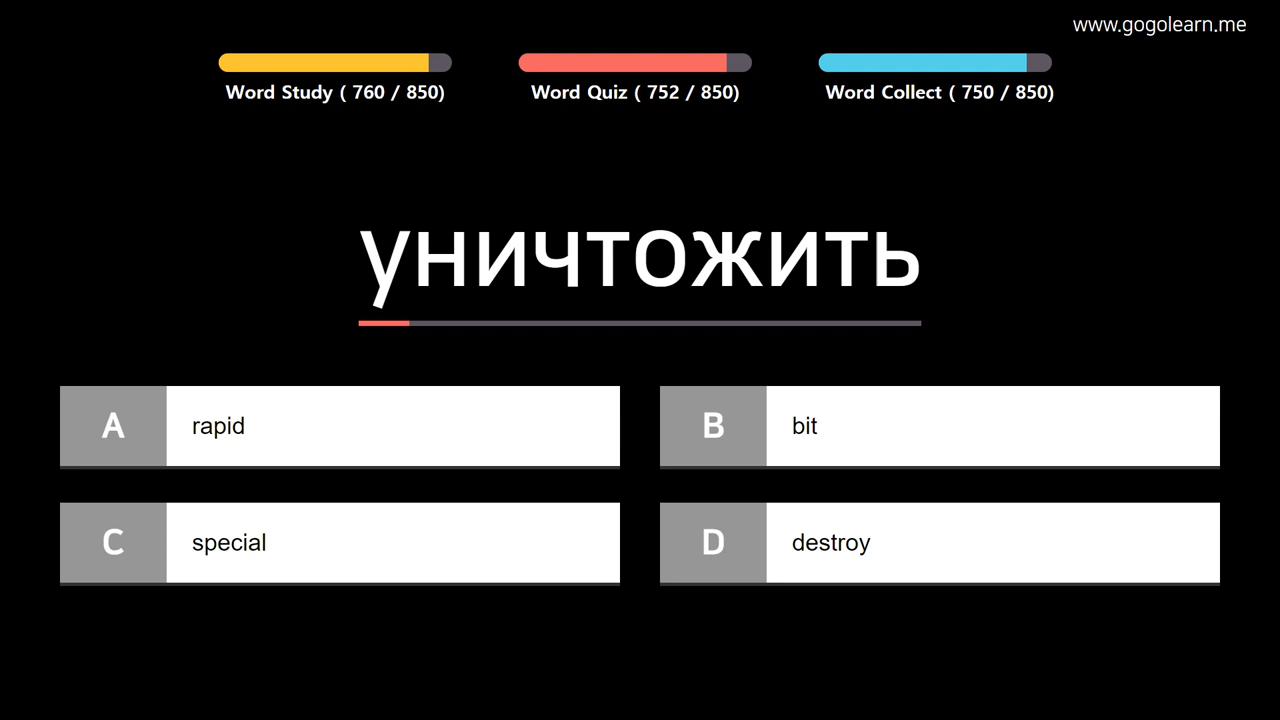 www.gogolearn.me
Word Study ( 760 / 850)
Word Quiz ( 752 / 850)
Word Collect ( 750 / 850)
уничтожить
A rapid
B bit
C special
D destroy